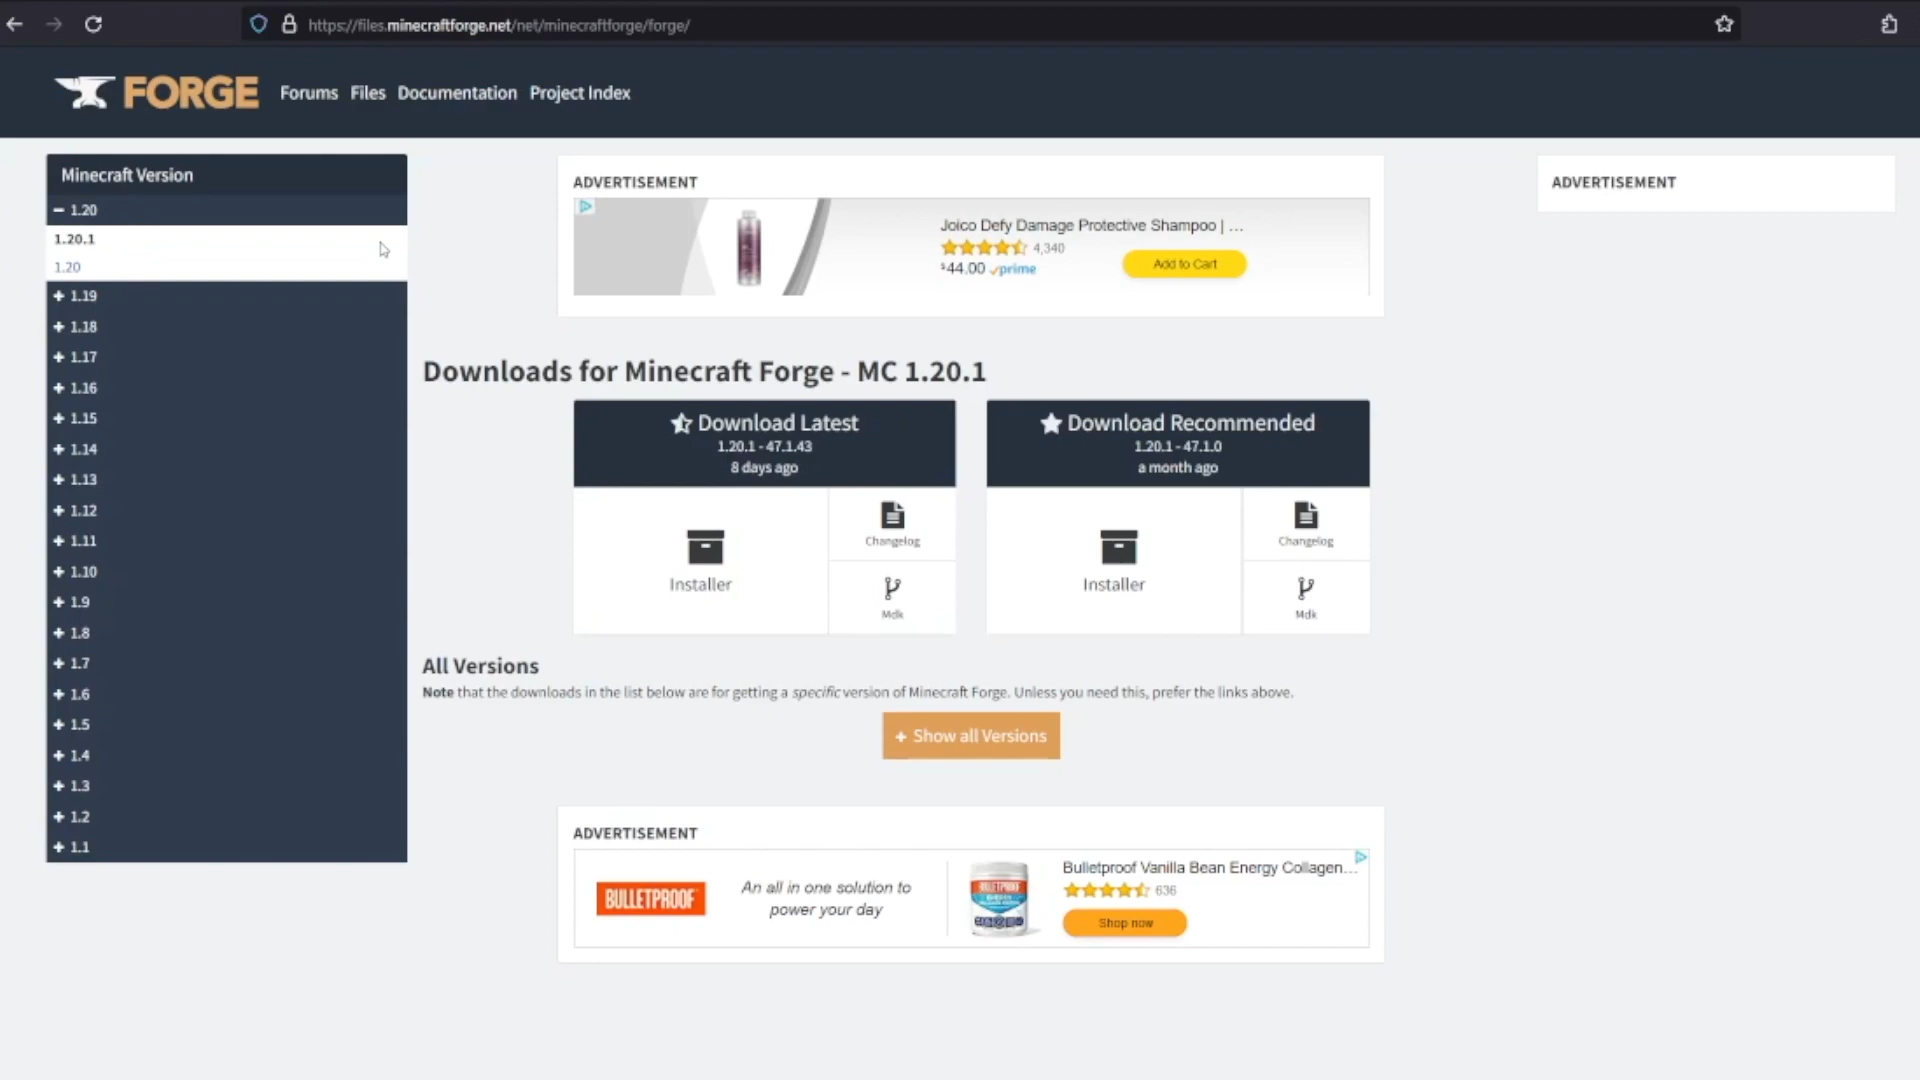 https://files.minecraftforge.net/net/minecraftforge/forge/
FORGE
Forums Files Documentation Project Index
Minecraft Version
1.20
1.20.1
1.20
1.19
1.18
1.17
1.16
1.15
1.14
1.13
1.12
1.11
1.10
1.9
1.8
1.7
1.6
1.5
1.4
1.3
1.2
1.1
ADVERTISEMENT
Joico Defy Damage Protective Shampoo | ...
4,340
$44.00 prime
Add to Cart
ADVERTISEMENT
Downloads for Minecraft Forge - MC 1.20.1
Download Latest
1.20.1 - 47.1.43
8 days ago
Installer
Changelog
Mdk
Download Recommended
1.20.1 - 47.1.0
a month ago
Installer
Changelog
Mdk
All Versions
Note that the downloads in the list below are for getting a specific version of Minecraft Forge. Unless you need this, prefer the links above.
+ Show all Versions
ADVERTISEMENT
BULLETPROOF
An all in one solution to
power your day
BULLETPROOF
Bulletproof Vanilla Bean Energy Collagen...
636
Shop now